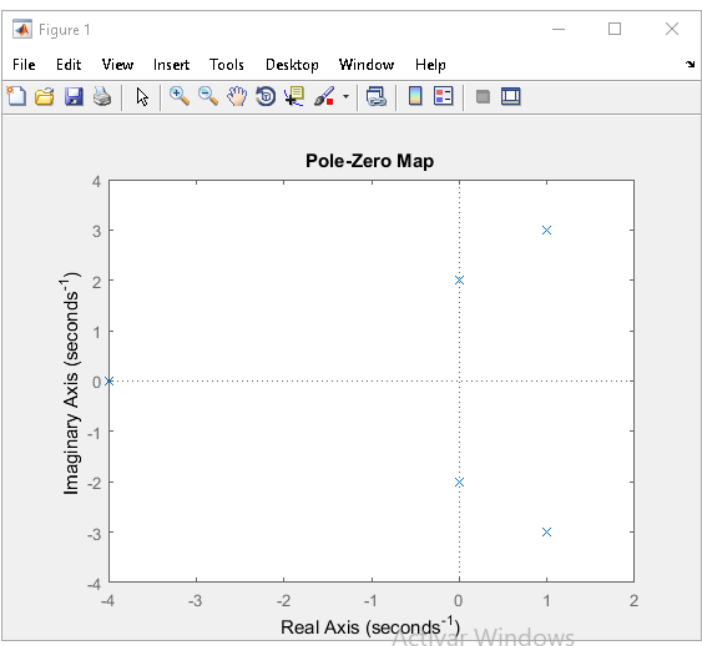 Figure 1
File Edit View Insert Tools Desktop Window Help
Pole-Zero Map
4
3
2
1
0
-1
-2
-3
-4
Imaginary Axis (seconds⁻¹)
-4 -3 -2 -1 0 1 2
Real Axis (seconds⁻¹)
Activar Windows